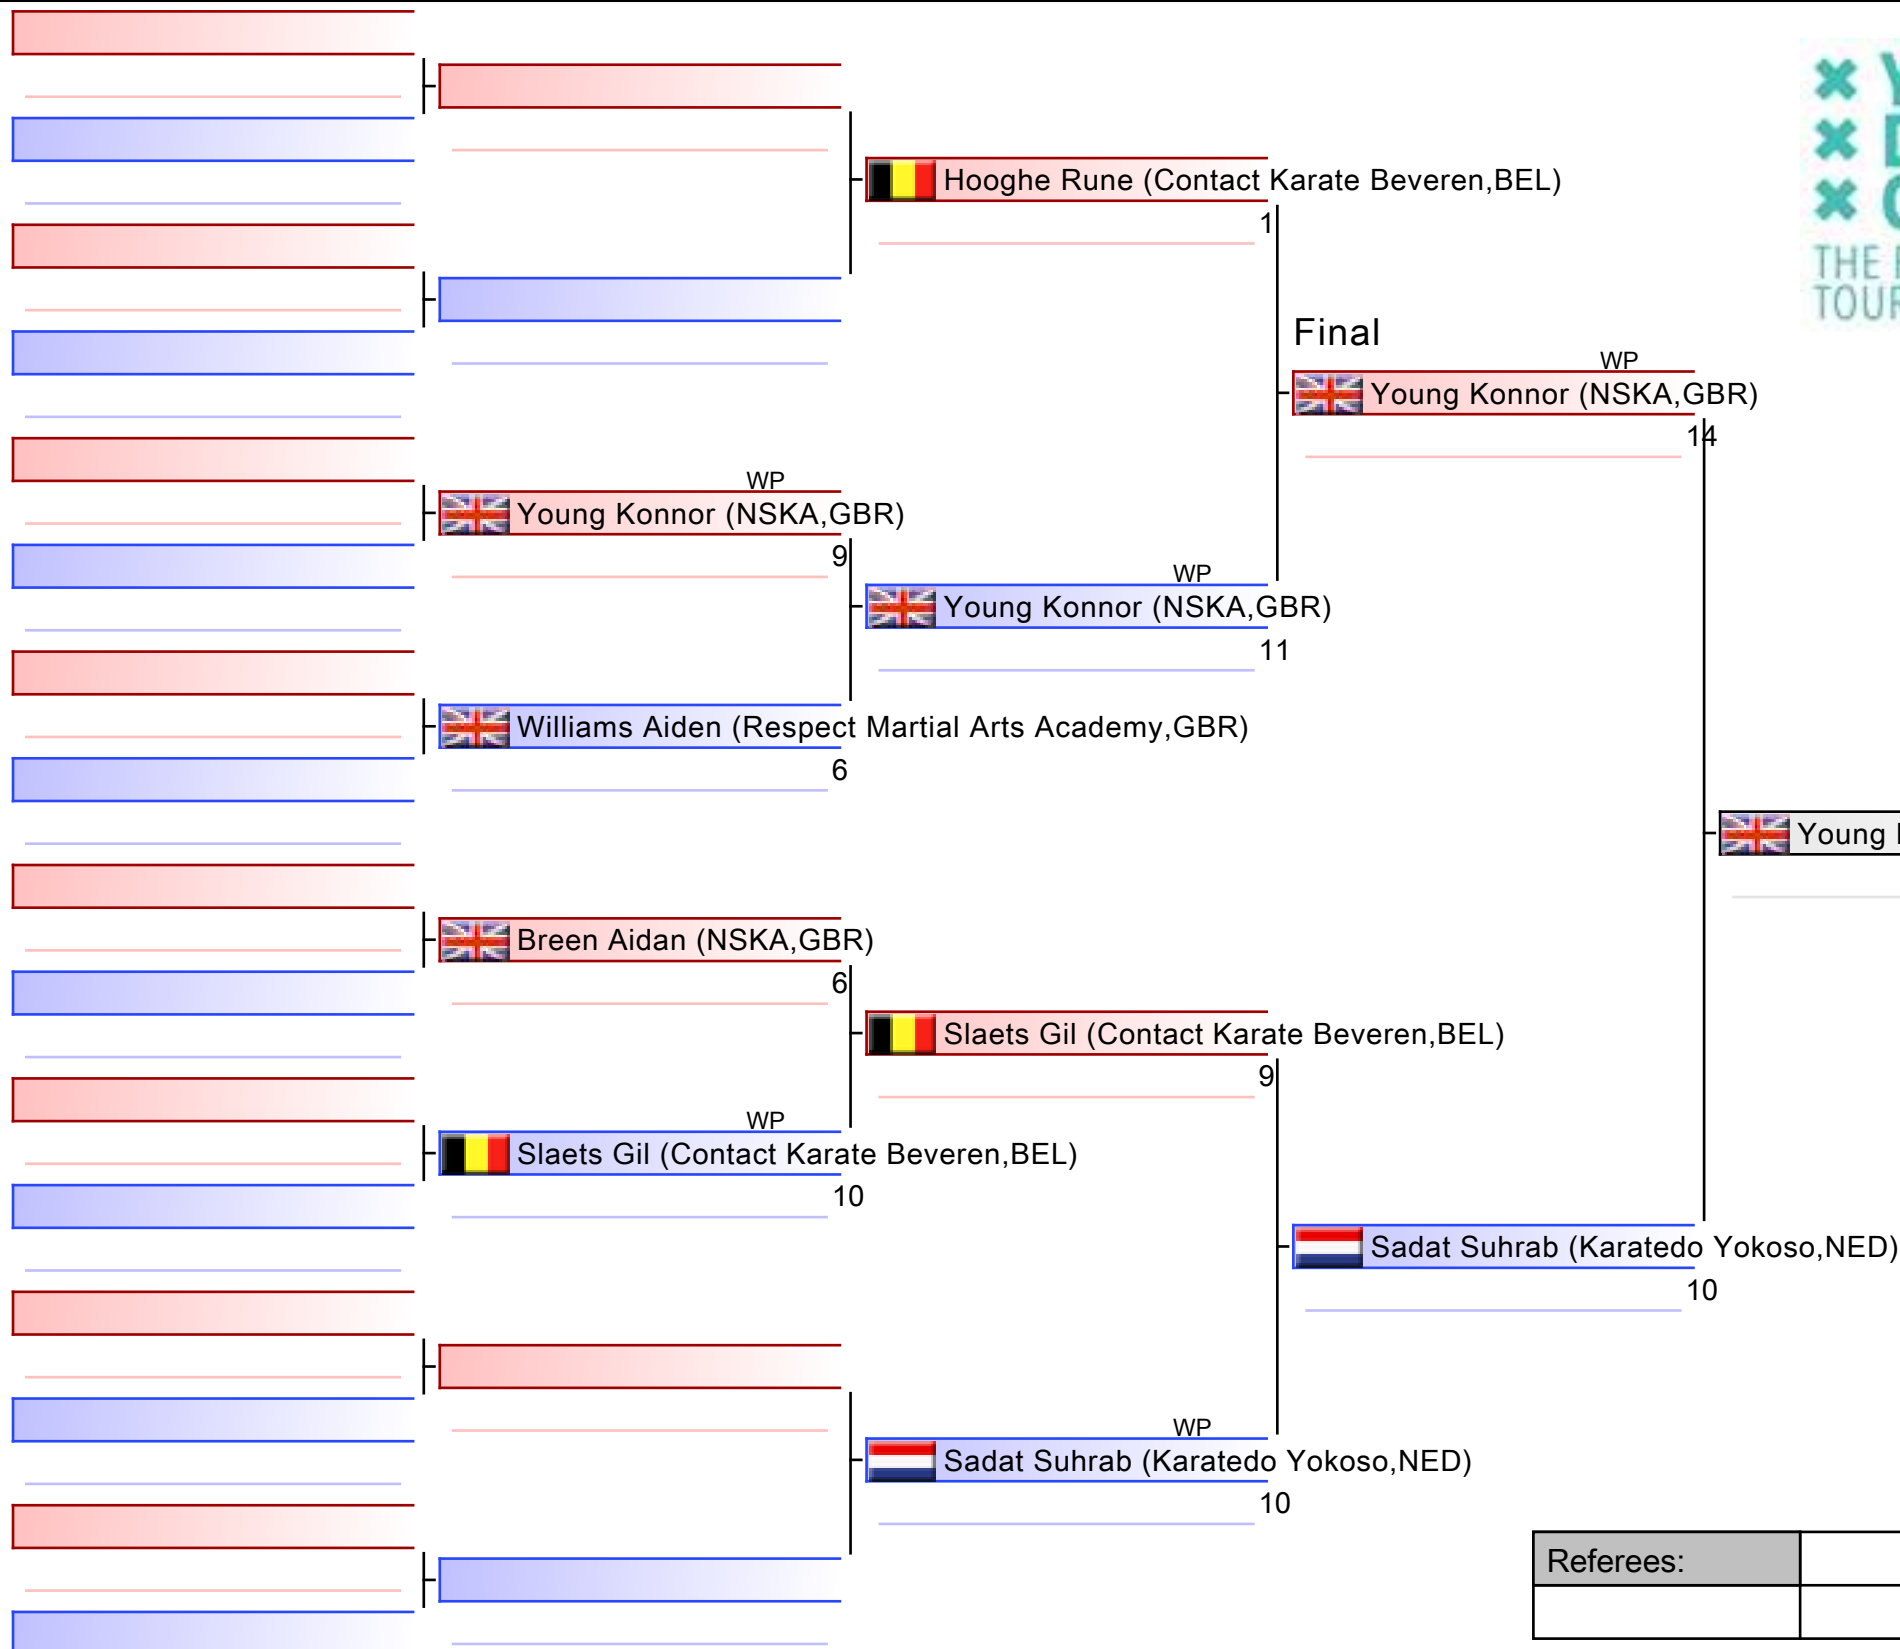 Hooghe Rune (Contact Karate Beveren,BEL)
1
THE
TOUR
Final
WP
Young Konnor (NSKA,GBR)
14
WP
Young Konnor (NSKA,GBR)
9
WP
Young Konnor (NSKA,GBR)
11
Williams Aiden (Respect Martial Arts Academy,GBR)
6
Young
Breen Aidan (NSKA,GBR)
6
Slaets Gil (Contact Karate Beveren,BEL)
9
WP
Slaets Gil (Contact Karate Beveren,BEL)
10
Sadat Suhrab (Karatedo Yokoso,NED)
10
WP
Sadat Suhrab (Karatedo Yokoso,NED)
10
Referees: